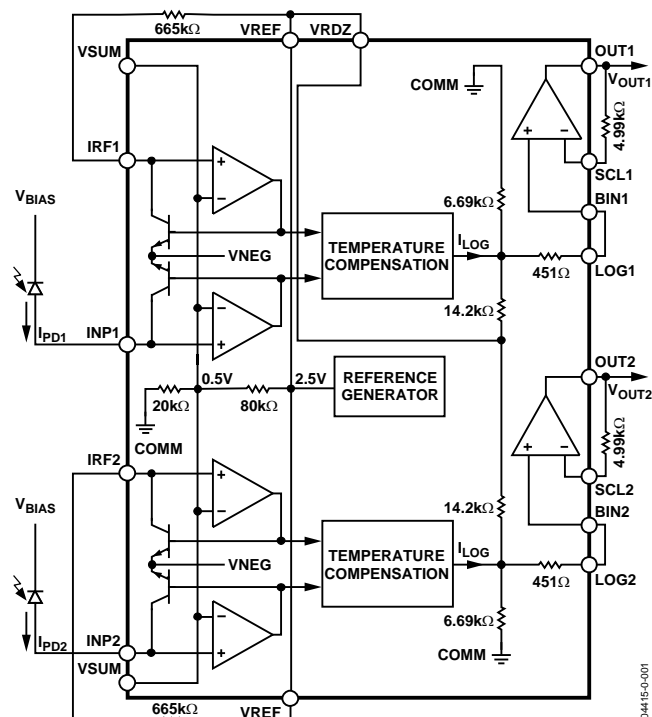 665kΩ
VREF
VRDZ
VSUM
OUT1
VOUT1
COMM
4.99kΩ
IRF1
SCL1
BIN1
VBIAS
6.69kΩ
TEMPERATURE
COMPENSATION
ILOG
VNEG
451Ω
LOG1
14.2kΩ
IPD1
INP1
OUT2
VOUT2
0.5V
2.5V
REFERENCE
GENERATOR
20kΩ
80kΩ
COMM
4.99kΩ
IRF2
SCL2
VBIAS
14.2kΩ
BIN2
TEMPERATURE
COMPENSATION
ILOG
VNEG
451Ω
LOG2
6.69kΩ
IPD2
INP2
COMM
VSUM
665kΩ
VREF
04415-0-001